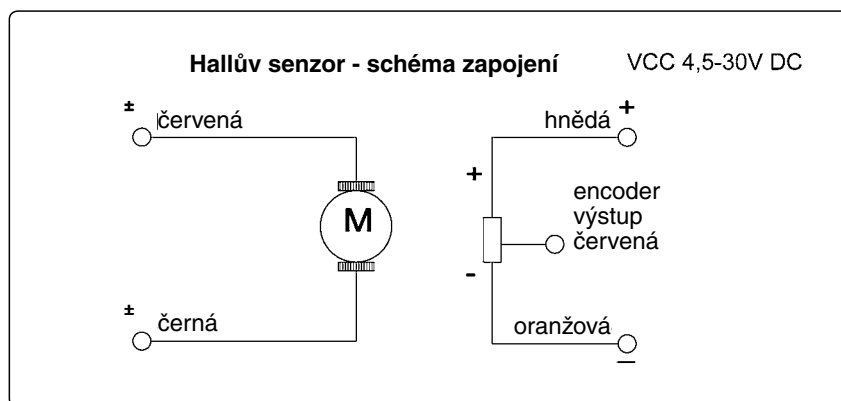 Hallův senzor - schéma zapojení
VCC 4,5-30V DC
±
červená
hnědá
+
+
encoder
výstup
červená
M
-
±
černá
oranžová
—